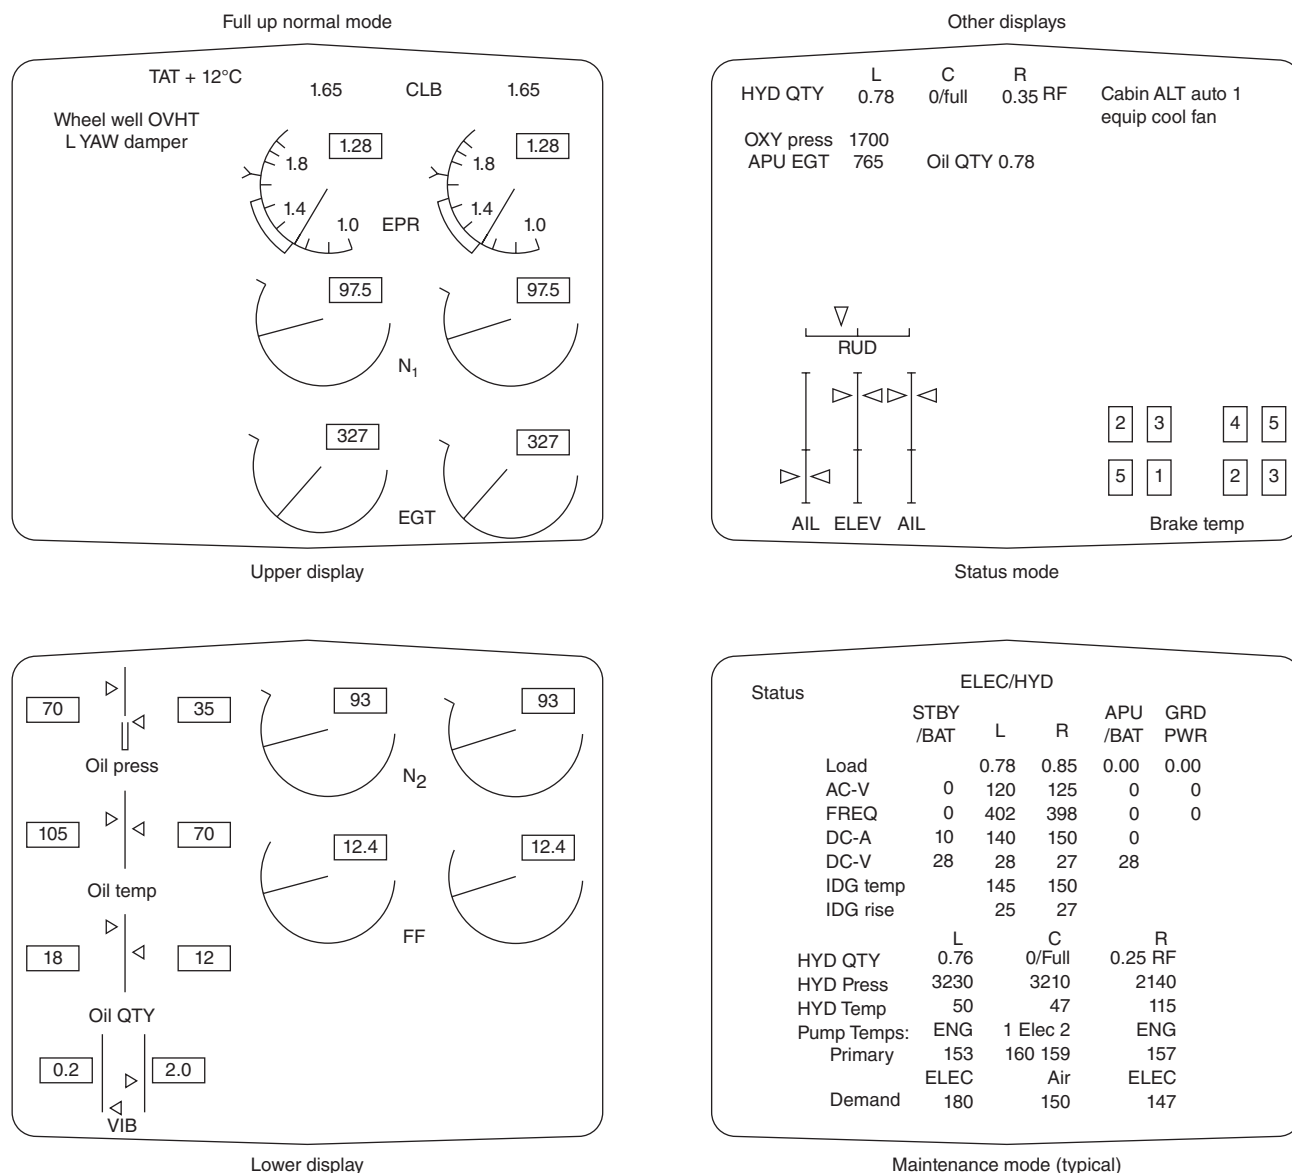 Full up normal mode
TAT + 12°C
1.65 CLB 1.65
Wheel well OVHT
L YAW damper
1.28 1.28
1.8 1.8
1.4 1.4
1.0 EPR 1.0
97.5 97.5
N1
327 327
EGT
Upper display
Other displays
L C R
HYD QTY 0.78 0/full 0.35 RF
Cabin ALT auto 1
equip cool fan
OXY press 1700
APU EGT 765 Oil QTY 0.78
RUD
2 3 4 5
5 1 2 3
AIL ELEV AIL
Brake temp
Status mode
70 35
Oil press
93 93
N2
105 70
Oil temp
12.4 12.4
FF
18 12
Oil QTY
0.2 2.0
VIB
Lower display
Status
ELEC/HYD
STBY APU GRD
/BAT L R /BAT PWR
Load 0.78 0.85 0.00 0.00
AC-V 0 120 125 0 0
FREQ 0 402 398 0 0
DC-A 10 140 150 0
DC-V 28 28 27 28
IDG temp 145 150
IDG rise 25 27
L C R
HYD QTY 0.76 0/Full 0.25 RF
HYD Press 3230 3210 2140
HYD Temp 50 47 115
Pump Temps: ENG 1 Elec 2 ENG
Primary 153 160 159 157
ELEC Air ELEC
Demand 180 150 147
Maintenance mode (typical)